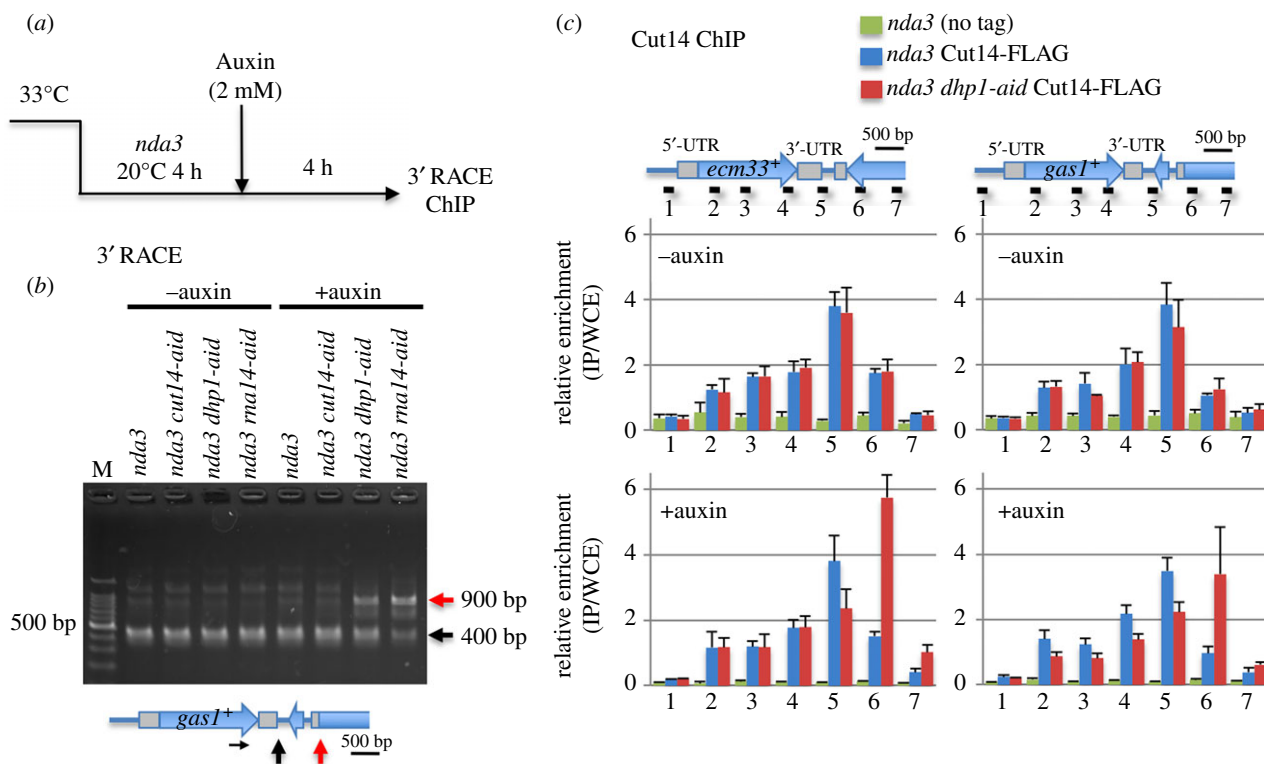 (a)
33°C
Auxin
(2 mM)
nda3
20°C 4 h
4 h
3′ RACE
ChIP
(b)
3′ RACE
–auxin
+auxin
M
nda3
nda3 cut14-aid
nda3 dhp1-aid
nda3 rna14-aid
nda3
nda3 cut14-aid
nda3 dhp1-aid
nda3 rna14-aid
500 bp
900 bp
400 bp
gas1+
500 bp
(c)
Cut14 ChIP
nda3 (no tag)
nda3 Cut14-FLAG
nda3 dhp1-aid Cut14-FLAG
5′-UTR
3′-UTR
500 bp
ecm33+
1 2 3 4 5 6 7
5′-UTR
3′-UTR
500 bp
gas1+
1 2 3 4 5 6 7
relative enrichment
(IP/WCE)
6
4
2
0
–auxin
1 2 3 4 5 6 7
6
4
2
0
–auxin
1 2 3 4 5 6 7
relative enrichment
(IP/WCE)
6
4
2
0
+auxin
1 2 3 4 5 6 7
6
4
2
0
+auxin
1 2 3 4 5 6 7